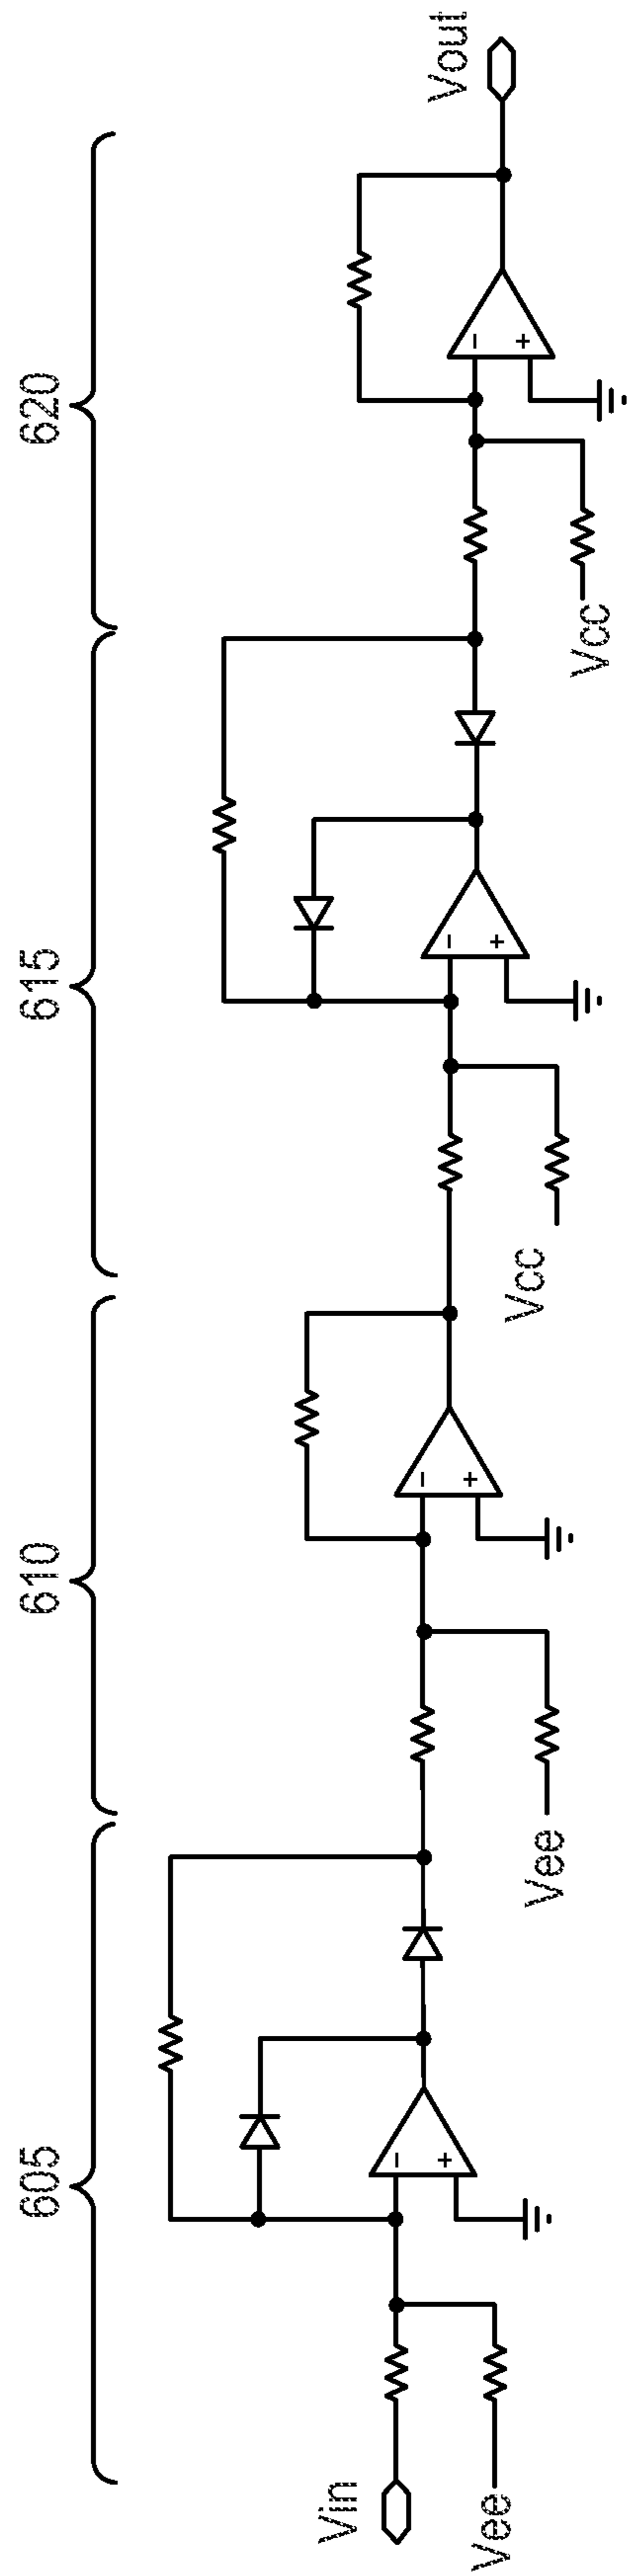 605
610
615
620
Vin
Vee
- +
Vee
- +
Vcc
- +
Vcc
- +
Vout